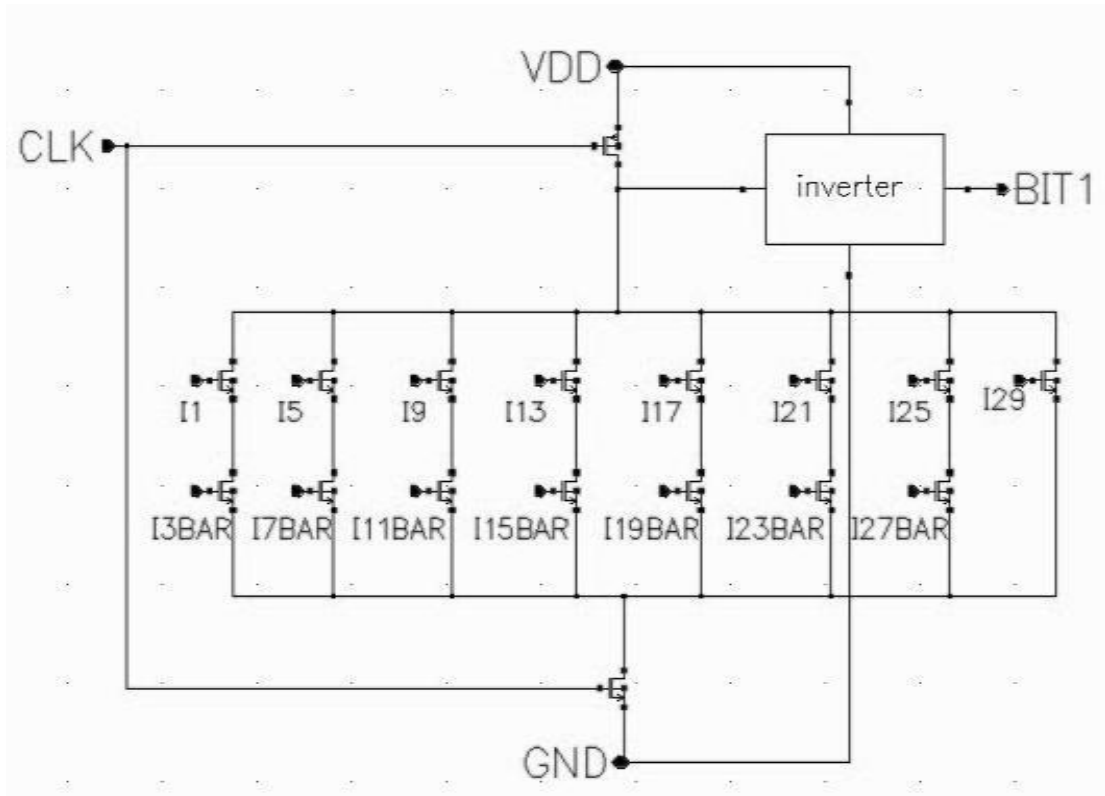 VDD
CLK
inverter
BIT1
I1
I5
I9
I13
I17
I21
I25
I29
I3BAR
I7BAR
I11BAR
I15BAR
I19BAR
I23BAR
I27BAR
GND